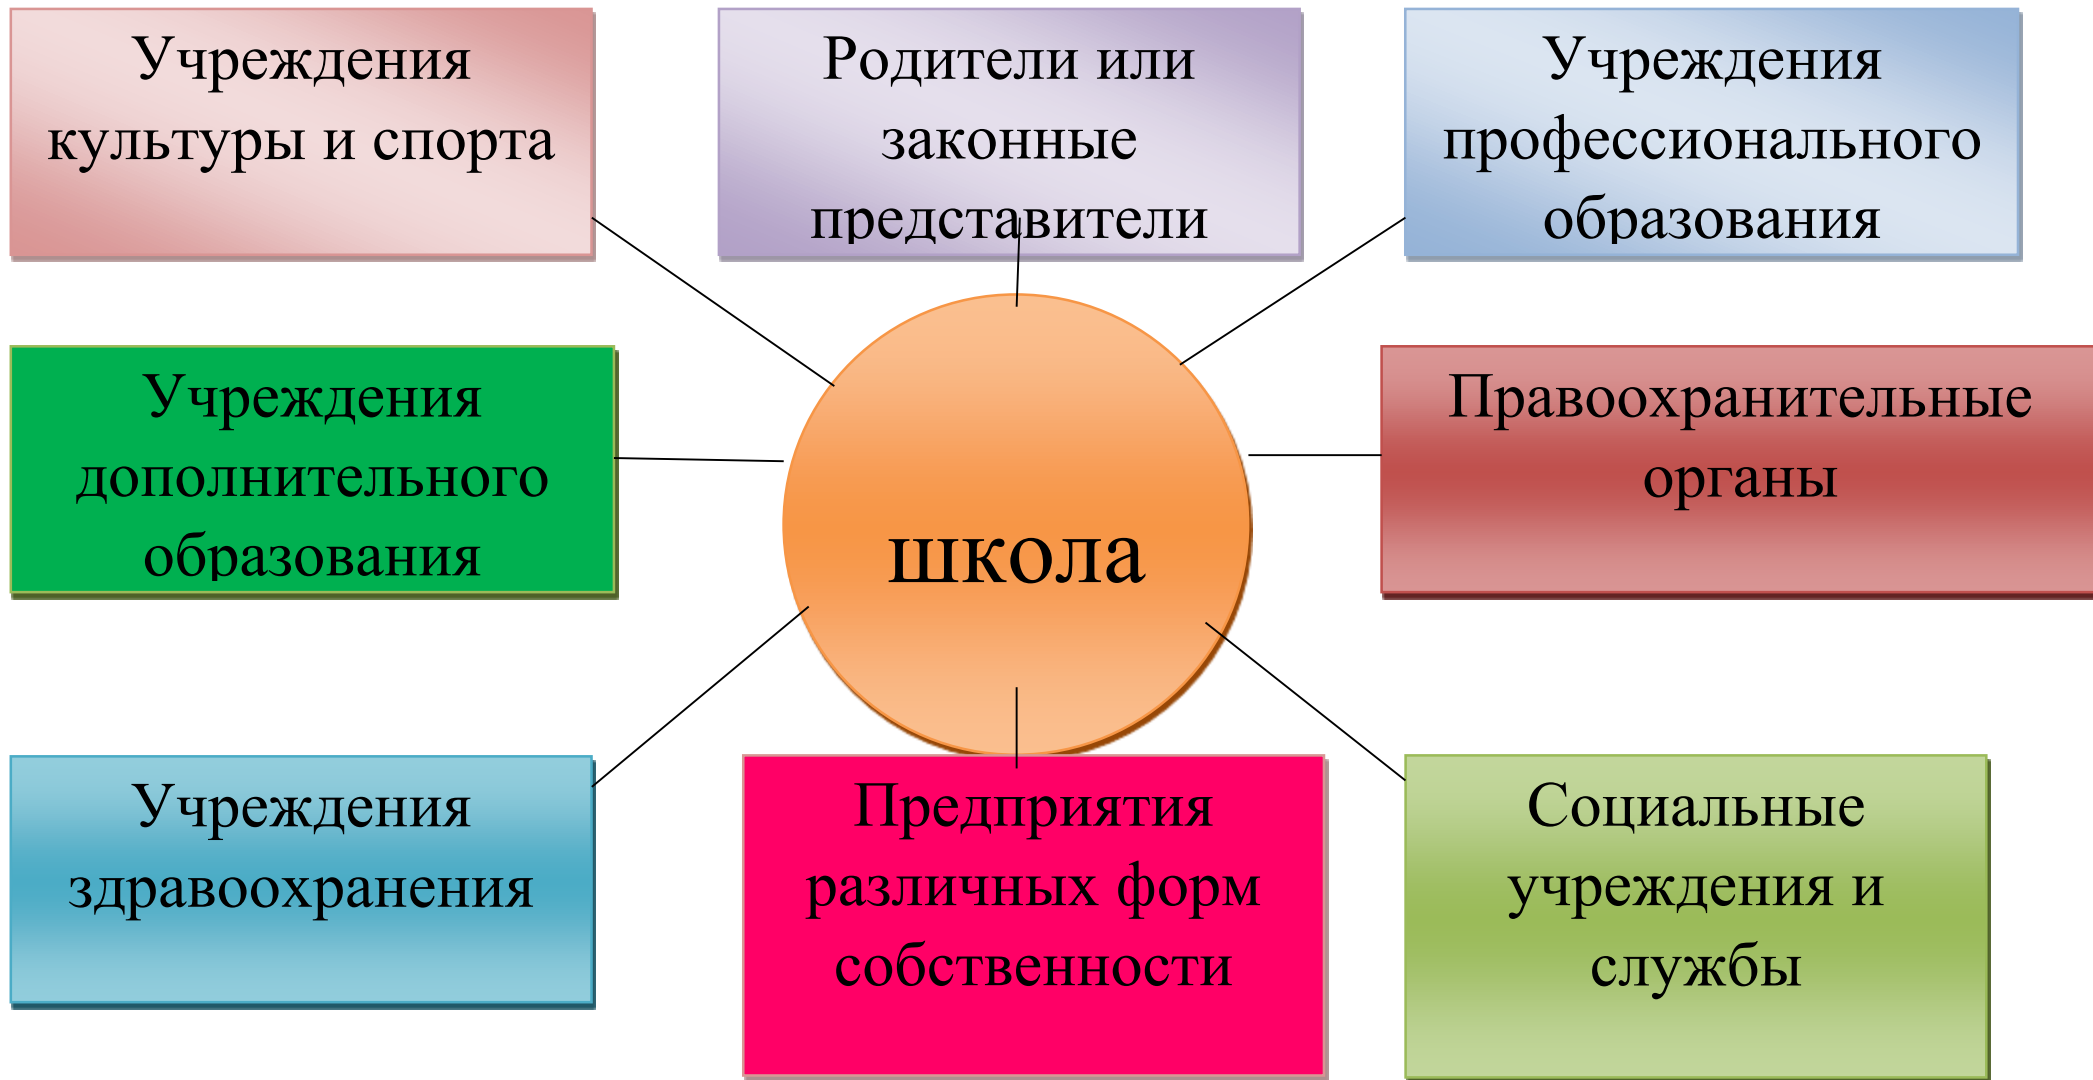 Учреждения
культуры и спорта
Родители или
законные
представители
Учреждения
профессионального
образования
Учреждения
дополнительного
образования
школа
Правоохранительные
органы
Учреждения
здравоохранения
Предприятия
различных форм
собственности
Социальные
учреждения и
службы